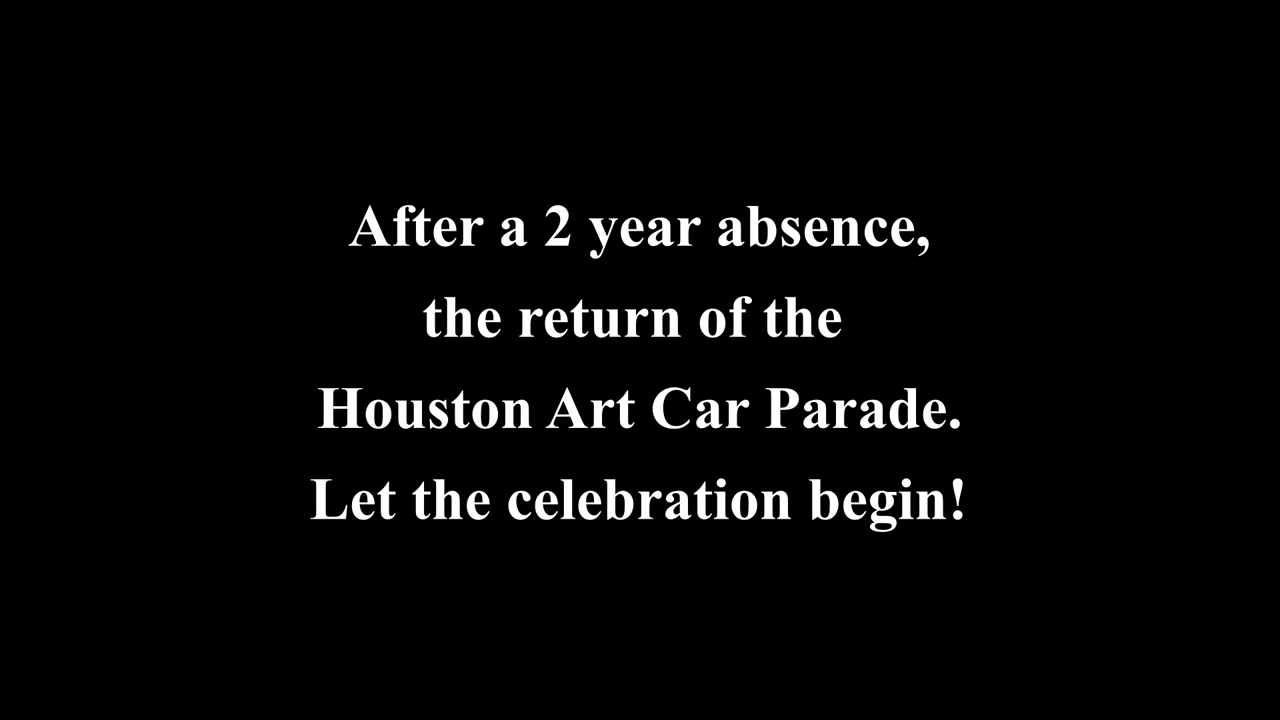 After a 2 year absence,
the return of the
Houston Art Car Parade.
Let the celebration begin!